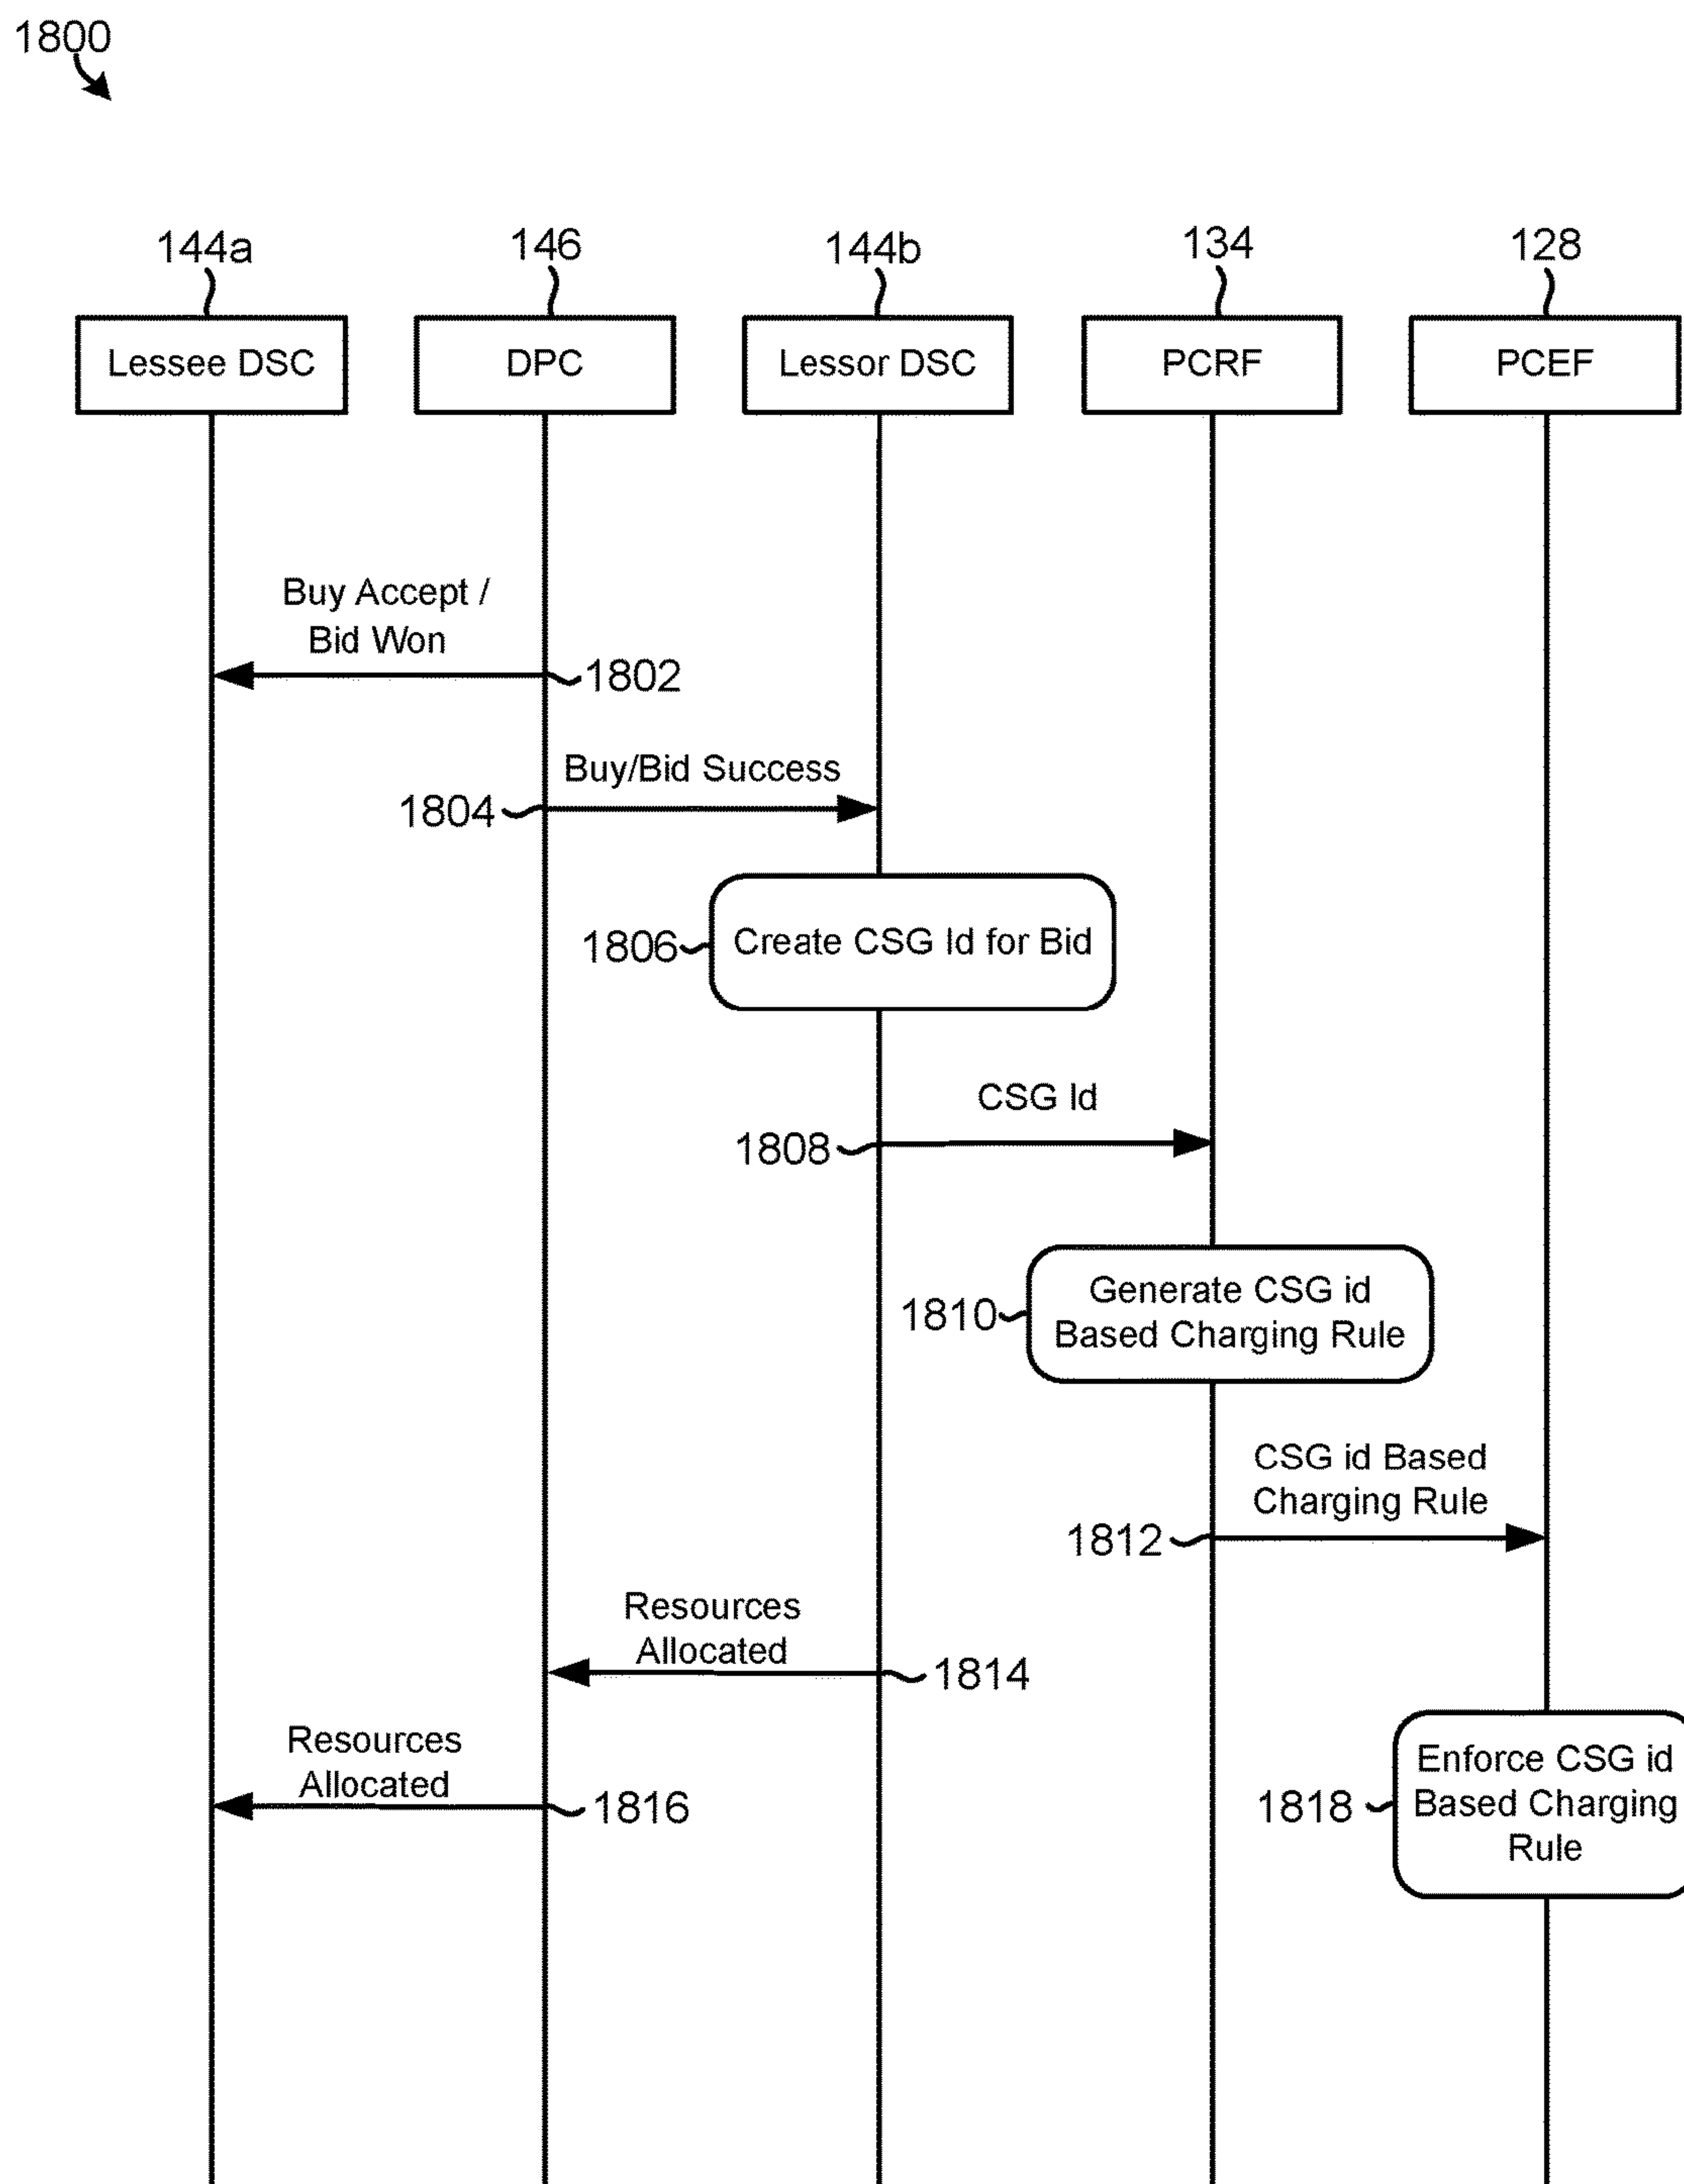 1800
144a
146
144b
134
128
Lessee DSC
DPC
Lessor DSC
PCRF
PCEF
Buy Accept /
Bid Won
1802
Buy/Bid Success
1804
1806
Create CSG Id for Bid
CSG Id
1808
Generate CSG id
Based Charging Rule
1810
CSG id Based
Charging Rule
1812
Resources
Allocated
1814
Resources
Allocated
1816
Enforce CSG id
Based Charging
Rule
1818